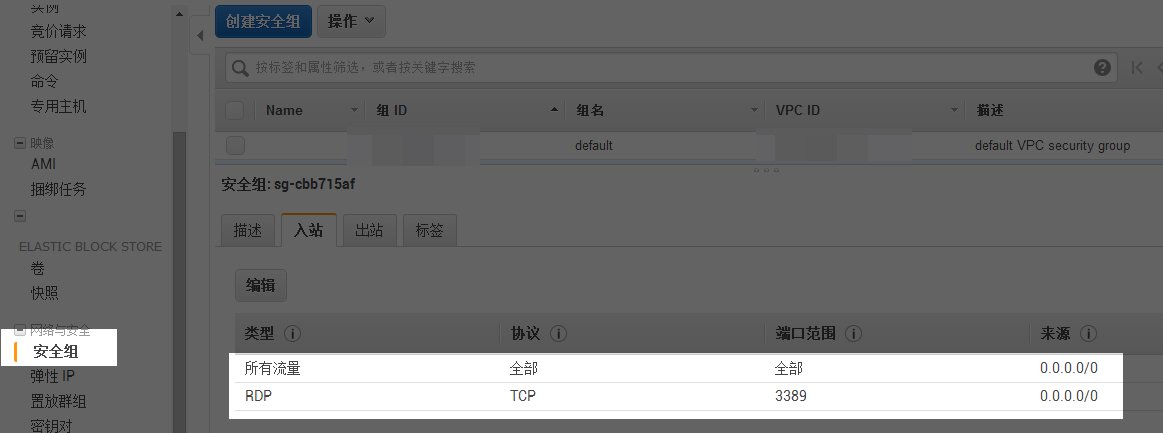 实例
竞价请求
预留实例
命令
专用主机
映像
AMI
捆绑任务
ELASTIC BLOCK STORE
卷
快照
网络与安全
安全组
弹性 IP
置放群组
密钥对
创建安全组 操作
按标签和属性筛选，或者按关键字搜索
Name 组 ID 组名 VPC ID 描述
default default VPC security group
安全组: sg-cbb715af
描述 入站 出站 标签
编辑
类型 协议 端口范围 来源
所有流量 全部 全部 0.0.0.0/0
RDP TCP 3389 0.0.0.0/0